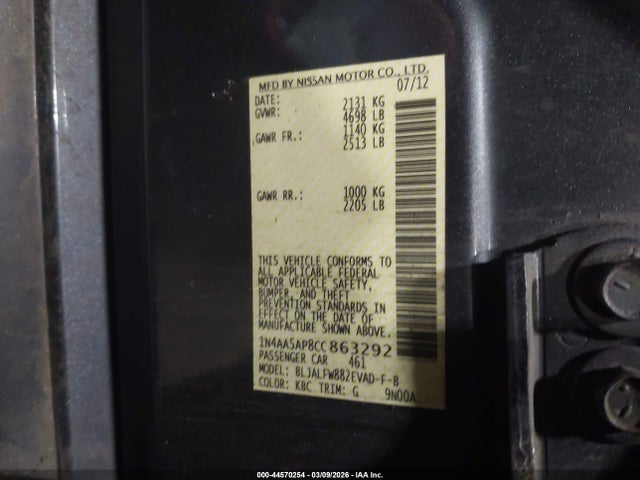 MFD BY NISSAN MOTOR CO., LTD.
DATE: 07/12
GVWR: 2131 KG
4698 LB
GAWR FR.: 1140 KG
2513 LB
GAWR RR.: 1000 KG
2205 LB
THIS VEHICLE CONFORMS TO
ALL APPLICABLE FEDERAL
MOTOR VEHICLE SAFETY,
BUMPER, AND THEFT
PREVENTION STANDARDS IN
EFFECT ON THE DATE OF
MANUFACTURE SHOWN ABOVE.
1N4AA5AP8CC863292
PASSENGER CAR 461
MODEL: BLJALFW882EVAD-F-B
COLOR: KBC TRIM: G 9N00A
000-44570254 | 03/09/2026 - IAA Inc.